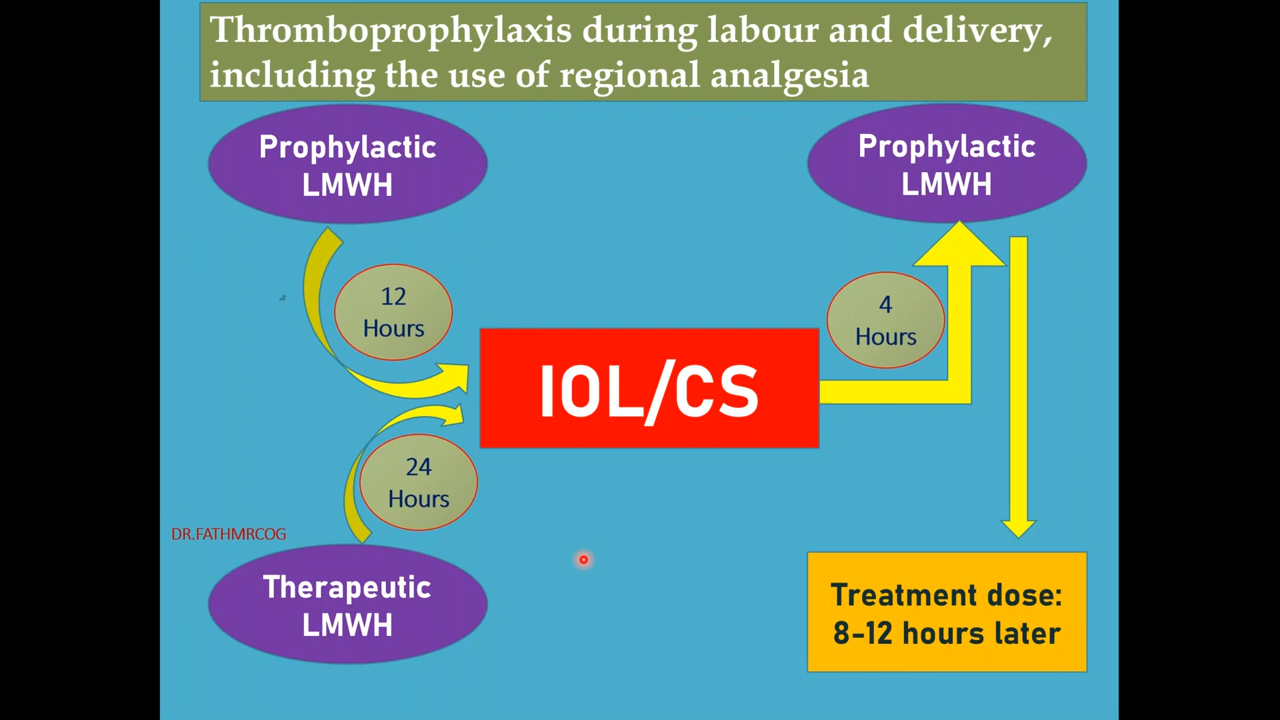 Thromboprophylaxis during labour and delivery,
including the use of regional analgesia
Prophylactic
LMWH
Prophylactic
LMWH
12
Hours
4
Hours
IOL/CS
24
Hours
DR.FATHMRCOG
Therapeutic
LMWH
Treatment dose:
8-12 hours later